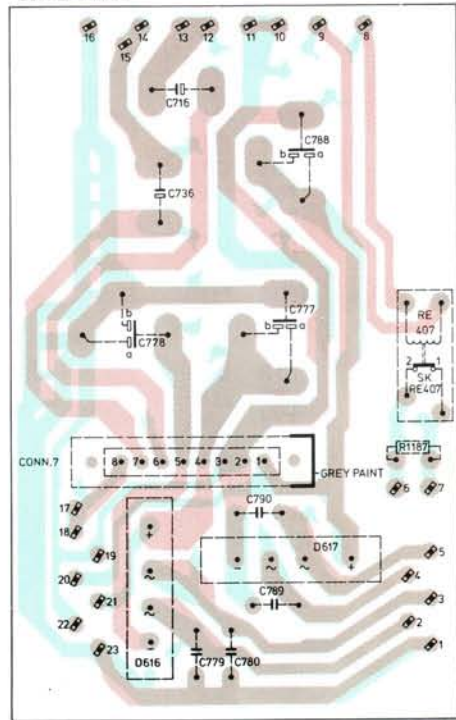 16 14 13 12 11 10 9 8
15
C716
C788
b a
C736
b
C777
b a
C778
a
RE
407
2 1
SK
RE407
CONN.7 8 7 6 5 4 3 2 1
GREY PAINT
R1187
6 7
17
C790
18
+
D617
19
- ~ ~ + 5
20 ~
4
C789
21
3
~
22 2
-
23 D616 C779 C780 1